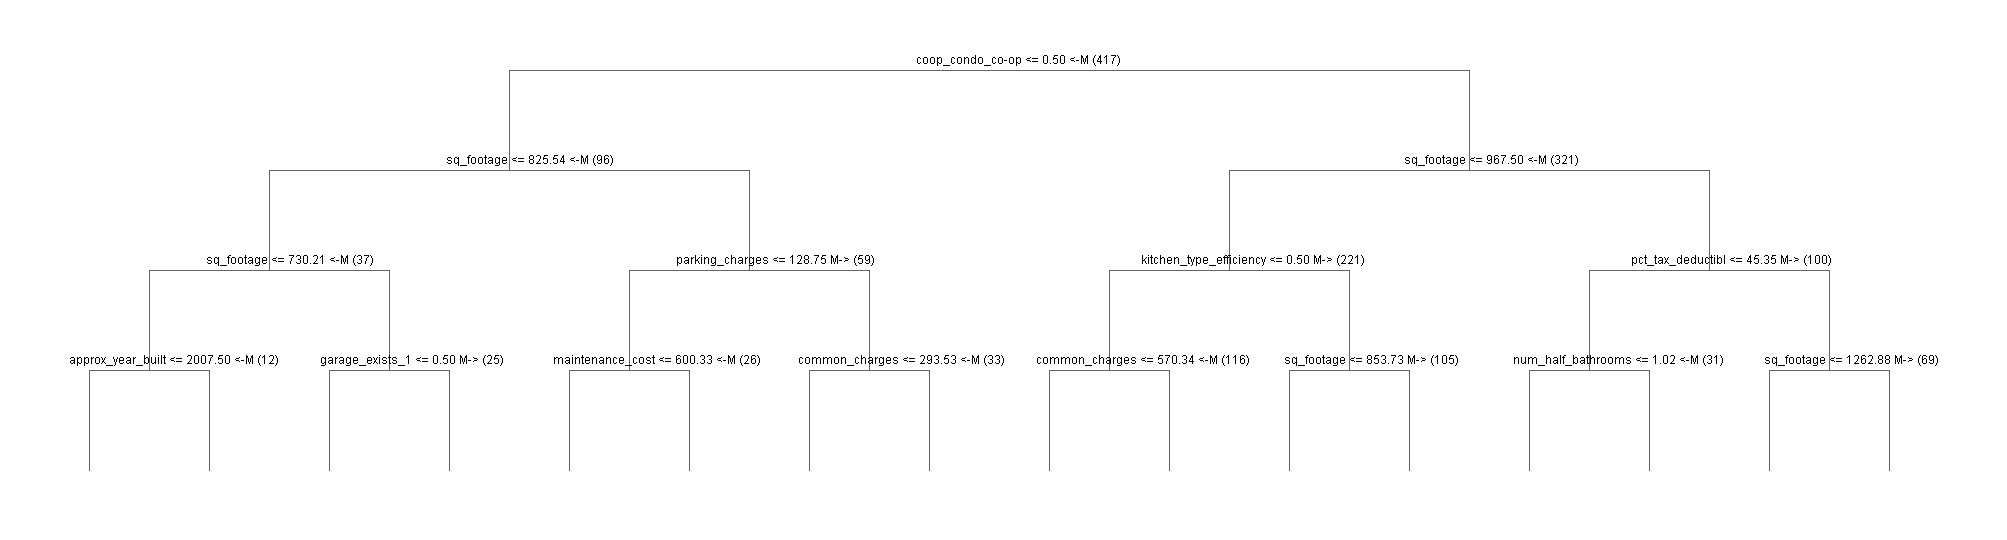 coop_condo_co-op <= 0.50 <-M (417)
sq_footage <= 825.54 <-M (96)
sq_footage <= 967.50 <-M (321)
sq_footage <= 730.21 <-M (37)
parking_charges <= 128.75 M-> (59)
kitchen_type_efficiency <= 0.50 M-> (221)
pct_tax_deductibl <= 45.35 M-> (100)
approx_year_built <= 2007.50 <-M (12)
garage_exists_1 <= 0.50 M-> (25)
maintenance_cost <= 600.33 <-M (26)
common_charges <= 293.53 <-M (33)
common_charges <= 570.34 <-M (116)
sq_footage <= 853.73 M-> (105)
num_half_bathrooms <= 1.02 <-M (31)
sq_footage <= 1262.88 M-> (69)